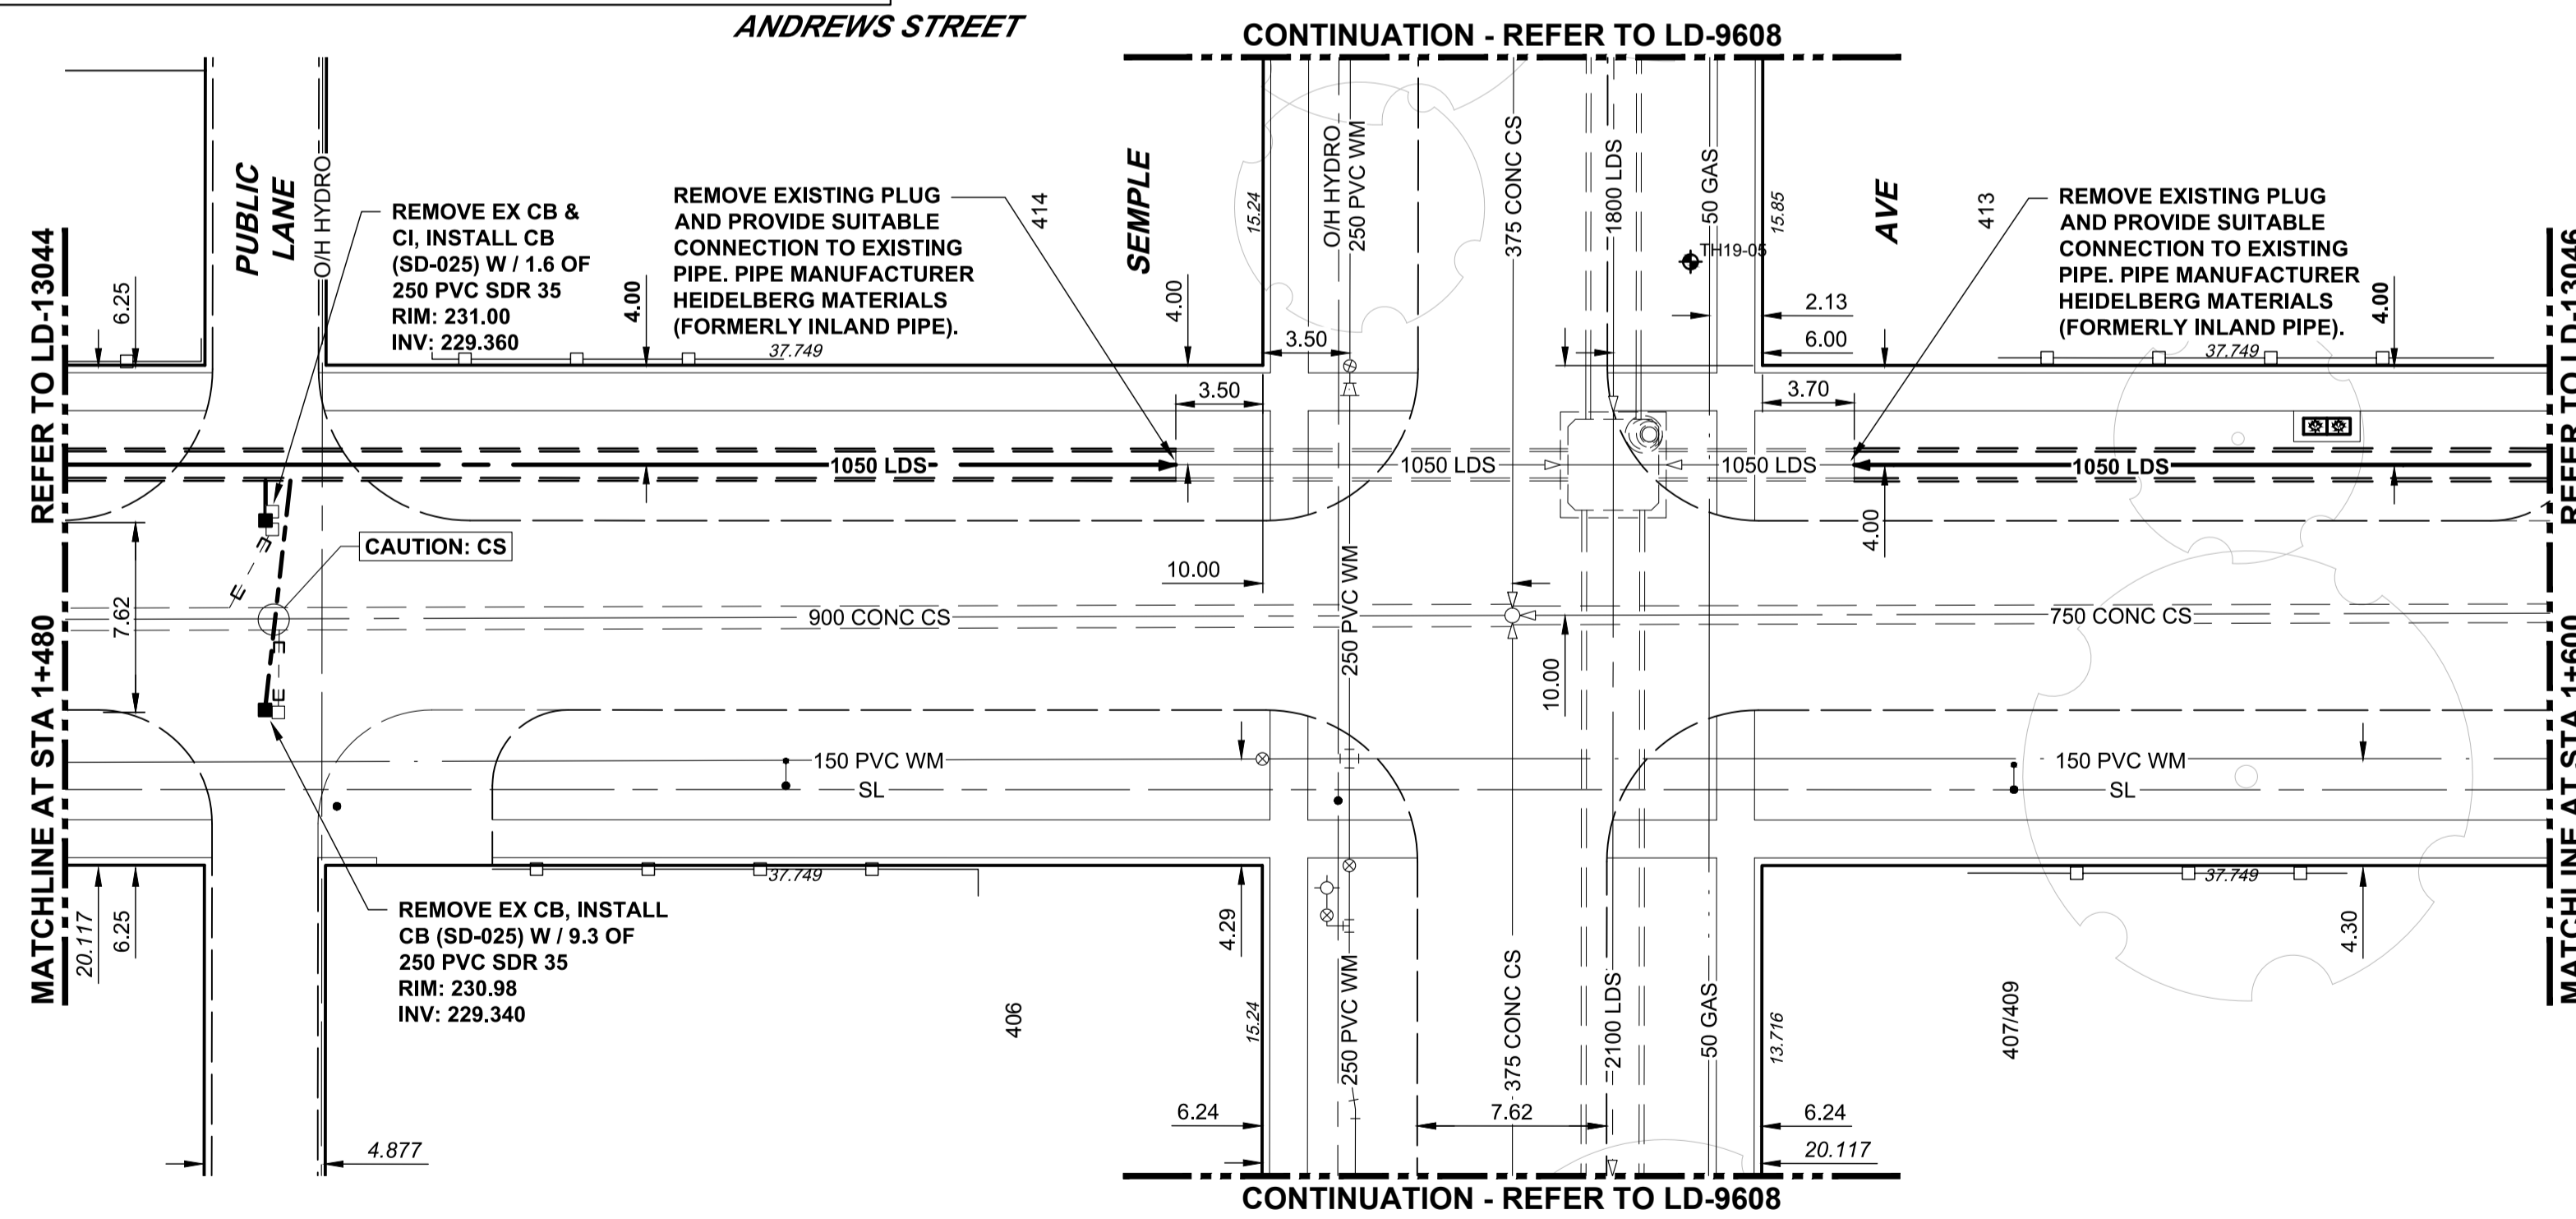 ANDREWS STREET
CONTINUATION - REFER TO LD-9608
REFER TO LD-13044
MATCHLINE AT STA 1+480
PUBLIC
LANE
O/H HYDRO
6.25
REMOVE EX CB &
CI, INSTALL CB
(SD-025) W / 1.6 OF
250 PVC SDR 35
RIM: 231.00
INV: 229.360
4.00
REMOVE EXISTING PLUG
AND PROVIDE SUITABLE
CONNECTION TO EXISTING
PIPE. PIPE MANUFACTURER
HEIDELBERG MATERIALS
(FORMERLY INLAND PIPE).
37.749
414
SEMPLE
4.00
15.24
3.50
O/H HYDRO
250 PVC WM
375 CONC CS
1800 LDS
50 GAS
TH19-05
15.85
2.13
6.00
AVE
413
REMOVE EXISTING PLUG
AND PROVIDE SUITABLE
CONNECTION TO EXISTING
PIPE. PIPE MANUFACTURER
HEIDELBERG MATERIALS
(FORMERLY INLAND PIPE).
37.749
4.00
REFER TO LD-13046
MATCHLINE AT STA 1+600
3.50
3.70
1050 LDS
1050 LDS
1050 LDS
1050 LDS
4.00
CAUTION: CS
10.00
7.62
E
E
E
E
900 CONC CS
250 PVC WM
750 CONC CS
10.00
150 PVC WM
SL
150 PVC WM
SL
37.749
37.749
20.117
6.25
REMOVE EX CB, INSTALL
CB (SD-025) W / 9.3 OF
250 PVC SDR 35
RIM: 230.98
INV: 229.340
406
4.29
15.24
250 PVC WM
375 CONC CS
2100 LDS
50 GAS
13.716
407/409
4.30
6.24
7.62
6.24
4.877
20.117
CONTINUATION - REFER TO LD-9608